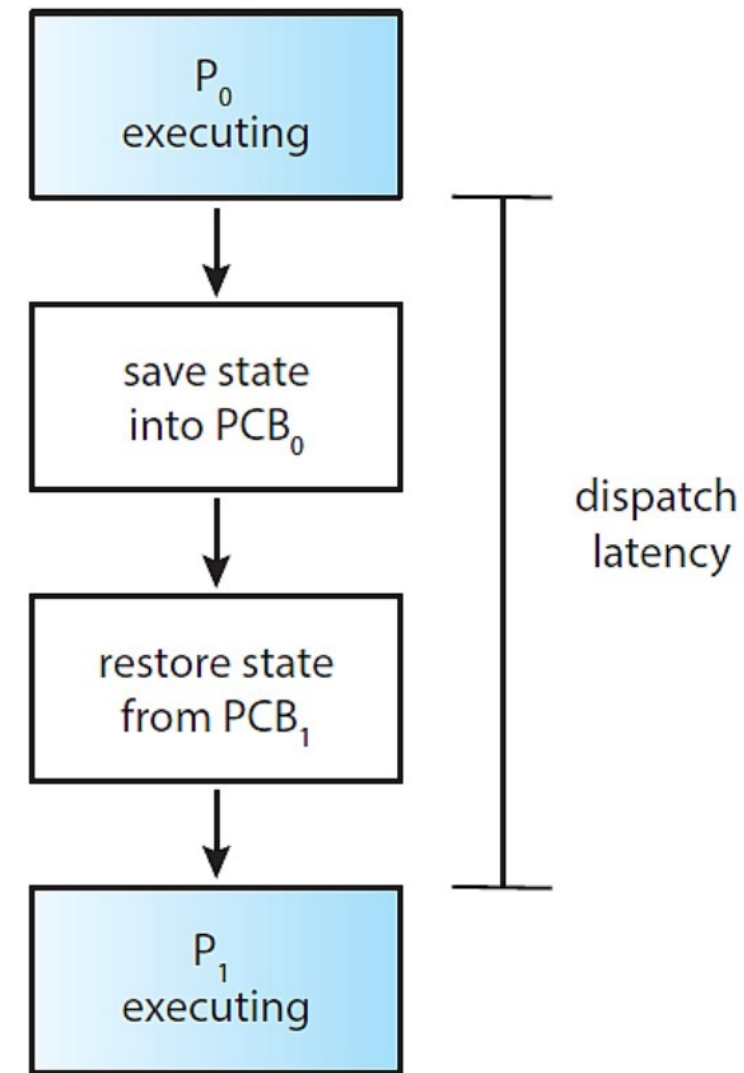 P₀
executing
save state
into PCB₀
dispatch
latency
restore state
from PCB₁
P₁
executing